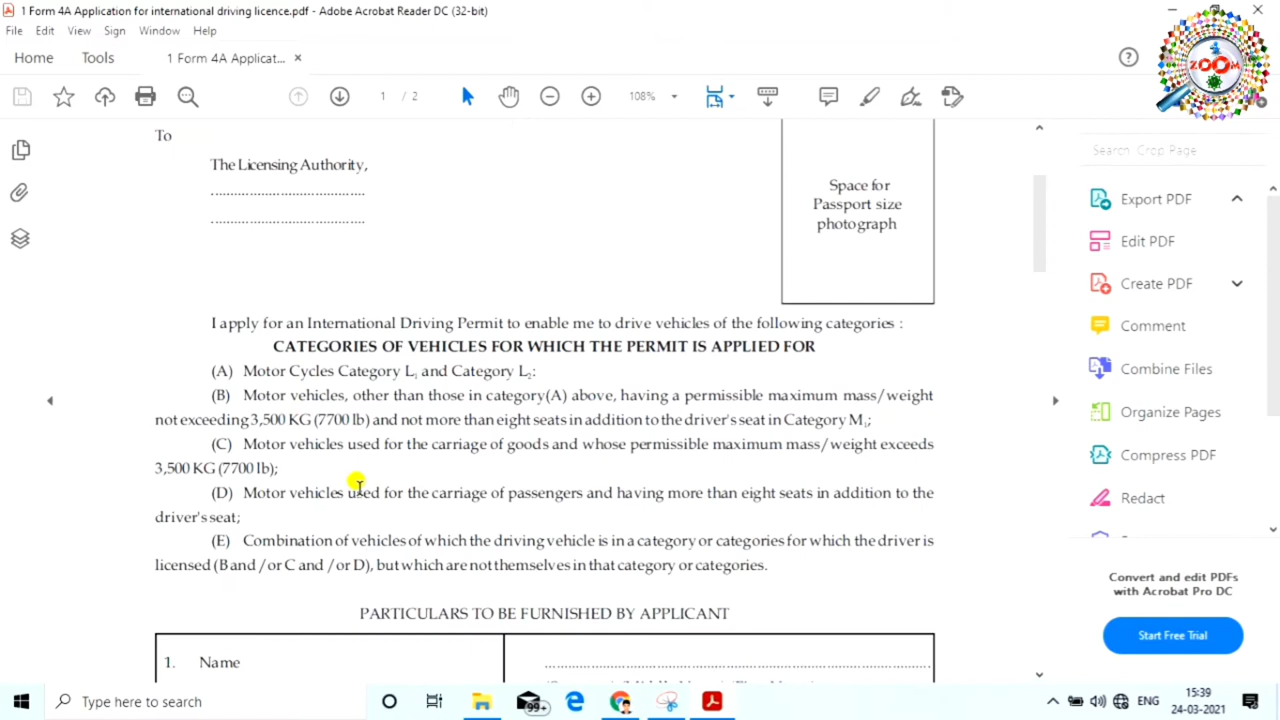 1 Form 4A Application for international driving licence.pdf - Adobe Acrobat Reader DC (32-bit)
File Edit View Sign Window Help
Home Tools 1 Form 4A Applicat... ×
1 / 2 108%
To
The Licensing Authority,
Space for
Passport size
photograph
I apply for an International Driving Permit to enable me to drive vehicles of the following categories :
CATEGORIES OF VEHICLES FOR WHICH THE PERMIT IS APPLIED FOR
(A) Motor Cycles Category L1 and Category L2:
(B) Motor vehicles, other than those in category(A) above, having a permissible maximum mass/weight
not exceeding 3,500 KG (7700 lb) and not more than eight seats in addition to the driver's seat in Category M1;
(C) Motor vehicles used for the carriage of goods and whose permissible maximum mass/weight exceeds
3,500 KG (7700 lb);
(D) Motor vehicles used for the carriage of passengers and having more than eight seats in addition to the
driver's seat;
(E) Combination of vehicles of which the driving vehicle is in a category or categories for which the driver is
licensed (B and /or C and /or D), but which are not themselves in that category or categories.
PARTICULARS TO BE FURNISHED BY APPLICANT
1. Name
ZOOM
Search: Crop Page
Export PDF
Edit PDF
Create PDF
Comment
Combine Files
Organize Pages
Compress PDF
Redact
Convert and edit PDFs
with Acrobat Pro DC
Start Free Trial
Type here to search
99+
ENG
15:39
24-03-2021